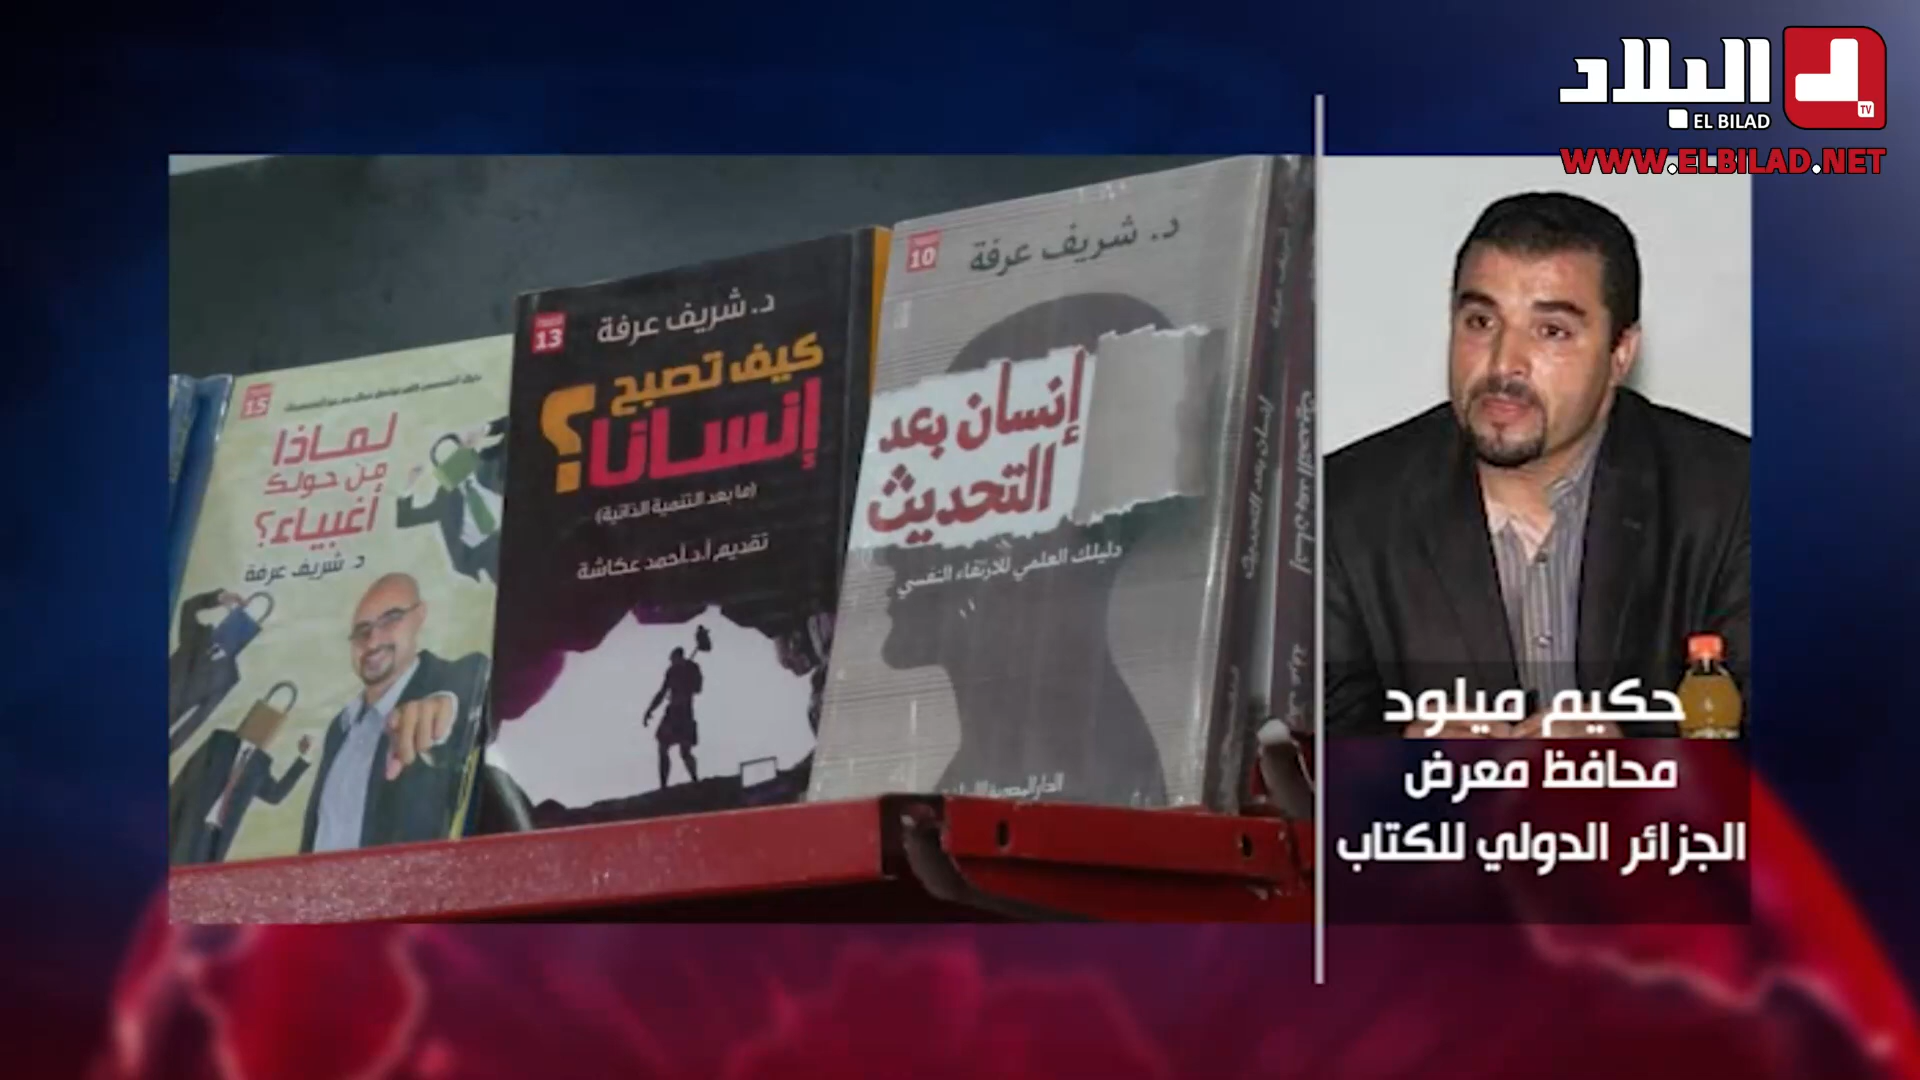 البلاد
TV
EL BILAD
WWW.ELBILAD.NET
15
لماذا
من حولك
أغبياء؟
د. شريف عرفة
13
د. شريف عرفة
كيف تصبح
إنسانا؟
(ما بعد التنمية الذاتية)
تقديم أ.د.أحمد عكاشة
10
د. شريف عرفة
إنسان بعد
التحديث
دليلك العلمي للارتقاء النفسي
حكيم ميلود
محافظ معرض
الجزائر الدولي للكتاب